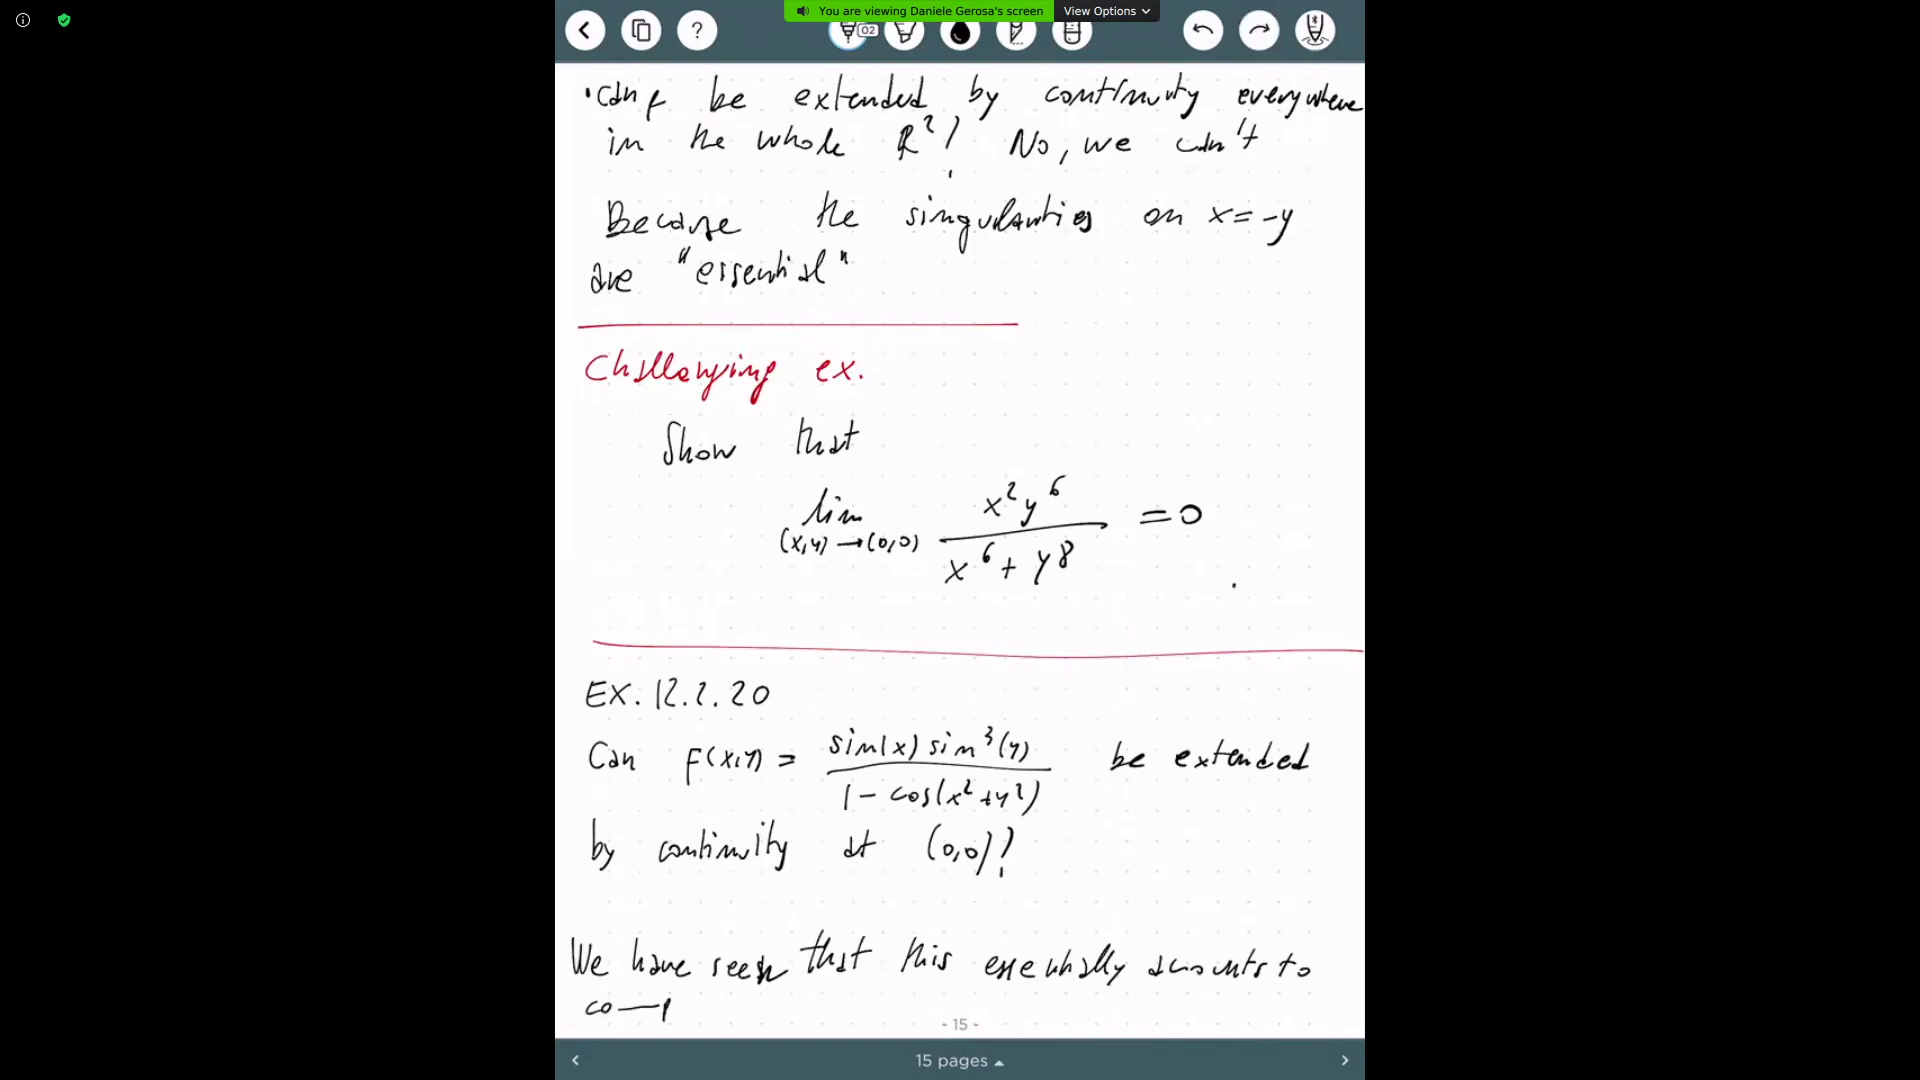 You are viewing Daniele Gerosa's screen View Options
02
• Can f be extended by continuity everywhere
in the whole R²? No, we can't
Because the singularities on x=-y
are "essential"
Challenging ex.
Show that
lim x²y⁶ = 0
(x,y)→(0,0) x⁶+y⁸
EX. 12.2.20
Can F(x,y) = sin(x) sin³(y) be extended
1-cos(x²+y²)
by continuity at (0,0)?
We have seen that this essentially amounts to
- 15 -
15 pages